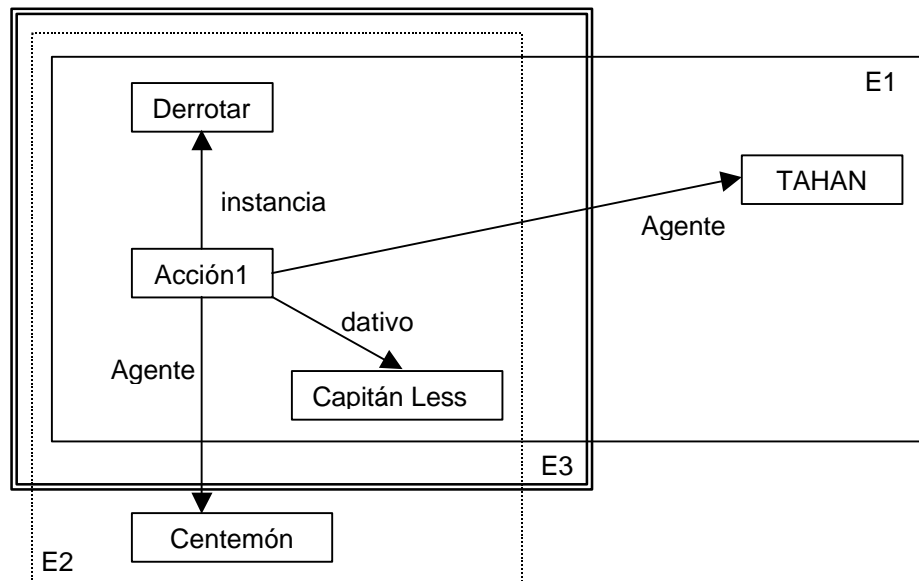 E1
Derrotar
TAHAN
instancia
Agente
Acción1
dativo
Agente
Capitán Less
E3
Centemón
E2